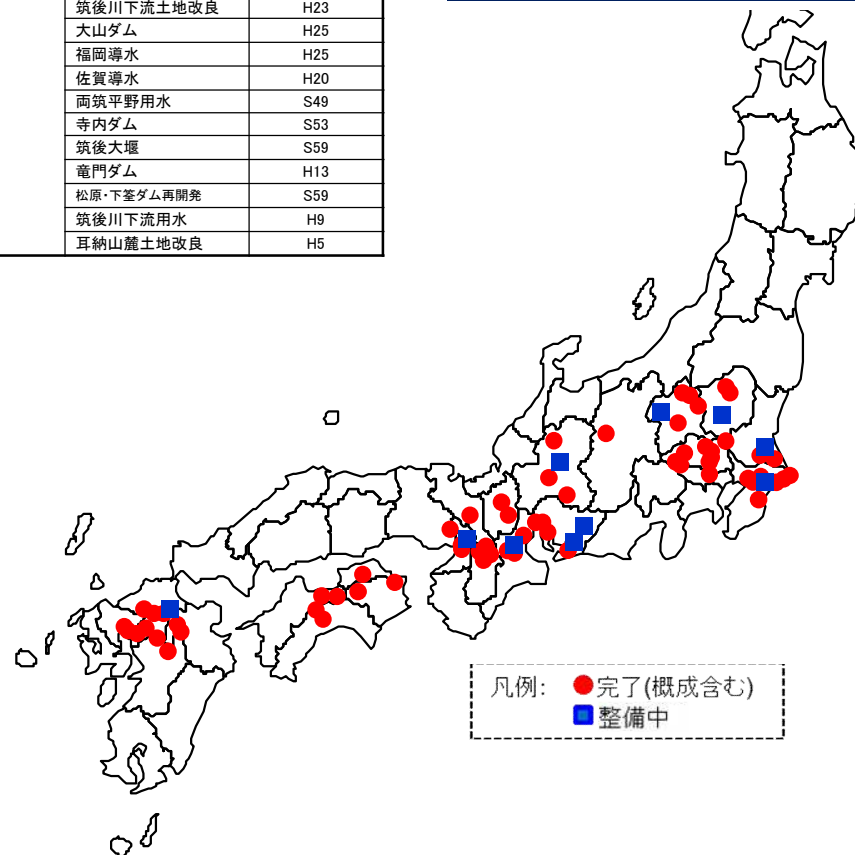 筑後川下流土地改良 H23
大山ダム H25
福岡導水 H25
佐賀導水 H20
両筑平野用水 S49
寺内ダム S53
筑後大堰 S59
竜門ダム H13
松原・下筌ダム再開発 S59
筑後川下流用水 H9
耳納山麓土地改良 H5
凡例: 完了(概成含む)
整備中